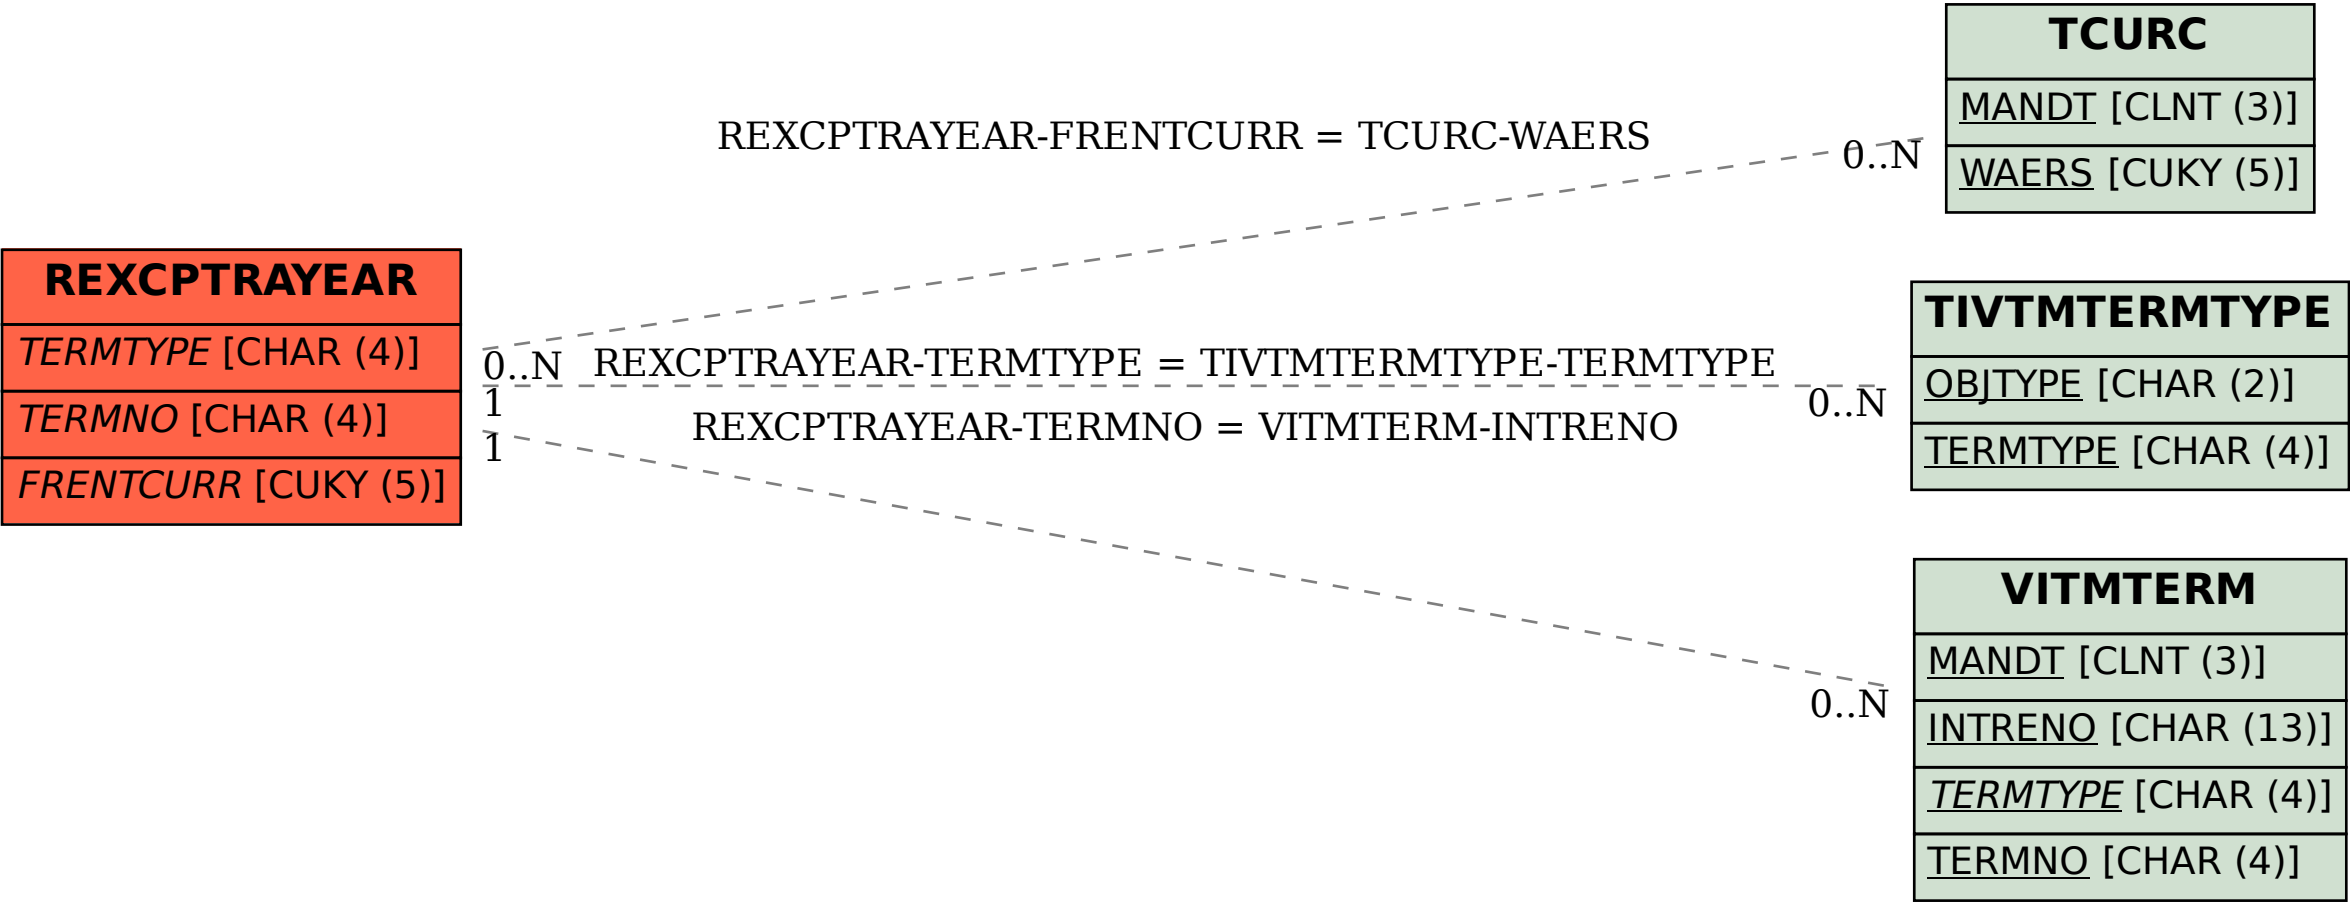 REXCPTRAYEAR
TERMTYPE [CHAR (4)]
TERMNO [CHAR (4)]
FRENTCURR [CUKY (5)]
REXCPTRAYEAR-FRENTCURR = TCURC-WAERS
0..N
0..N
REXCPTRAYEAR-TERMTYPE = TIVTMTERMTYPE-TERMTYPE
1
0..N
REXCPTRAYEAR-TERMNO = VITMTERM-INTRENO
1
0..N
TCURC
MANDT [CLNT (3)]
WAERS [CUKY (5)]
TIVTMTERMTYPE
OBJTYPE [CHAR (2)]
TERMTYPE [CHAR (4)]
VITMTERM
MANDT [CLNT (3)]
INTRENO [CHAR (13)]
TERMTYPE [CHAR (4)]
TERMNO [CHAR (4)]